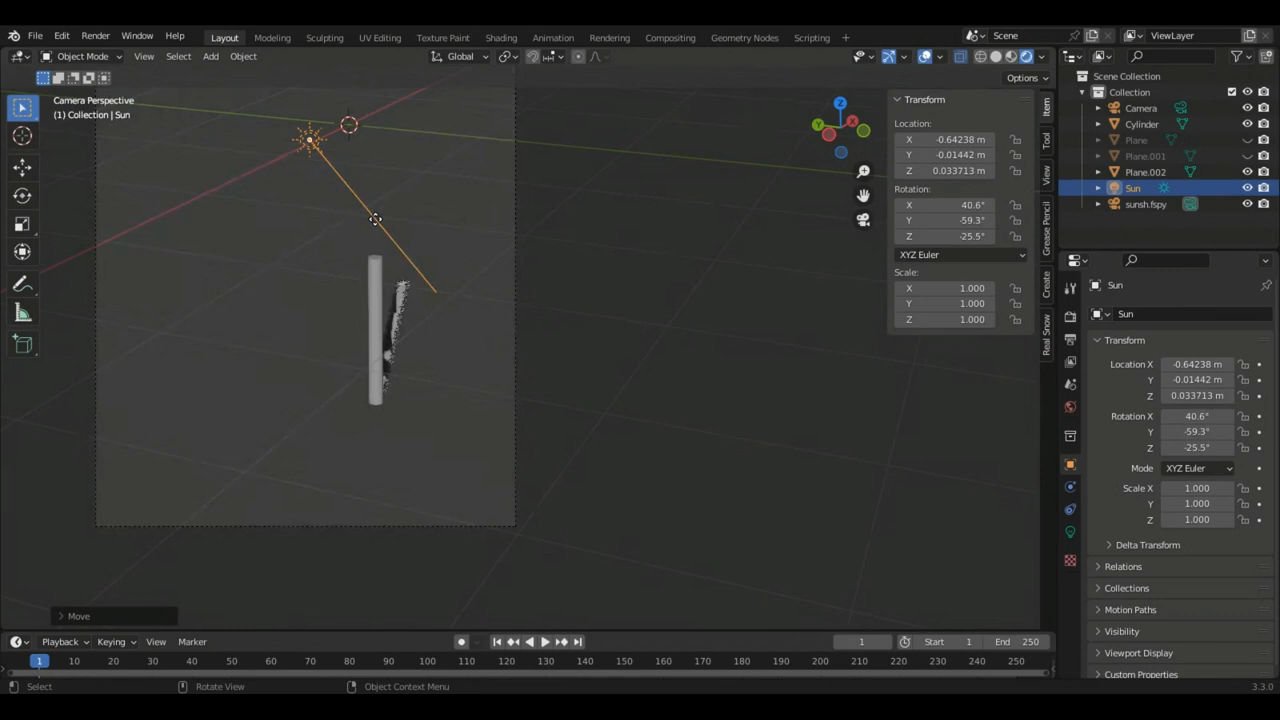 File Edit Render Window Help Layout Modeling Sculpting UV Editing Texture Paint Shading Animation Rendering Compositing Geometry Nodes Scripting + Scene ViewLayer
Object Mode View Select Add Object Global
Options
Camera Perspective
(1) Collection | Sun
Z
Y
X
Transform
Location:
X -0.64238 m
Y -0.01442 m
Z 0.033713 m
Rotation:
X 40.6°
Y -59.3°
Z -25.5°
XYZ Euler
Scale:
X 1.000
Y 1.000
Z 1.000
Item
Tool
View
Grease Pencil
Create
Real Snow
Scene Collection
Collection
Camera
Cylinder
Plane
Plane.001
Plane.002
Sun
sunsh.fspy
Sun
Sun
Transform
Location X -0.64238 m
Y -0.01442 m
Z 0.033713 m
Rotation X 40.6°
Y -59.3°
Z -25.5°
Mode XYZ Euler
Scale X 1.000
Y 1.000
Z 1.000
Delta Transform
Relations
Collections
Motion Paths
Visibility
Viewport Display
Custom Properties
Move
Playback Keying View Marker 1 Start 1 End 250
1 10 20 30 40 50 60 70 80 90 100 110 120 130 140 150 160 170 180 190 200 210 220 230 240 250
Select Rotate View Object Context Menu 3.3.0